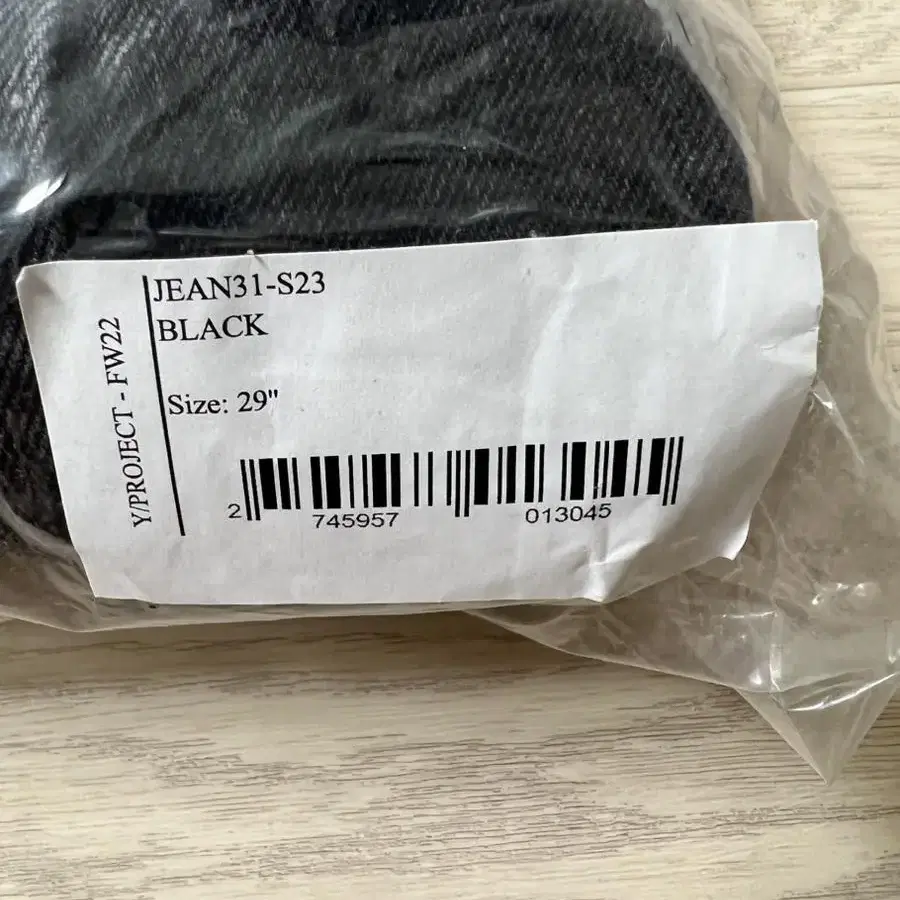 Y/PROJECT - FW22
JEAN31-S23
BLACK
Size: 29"
2 745957 013045